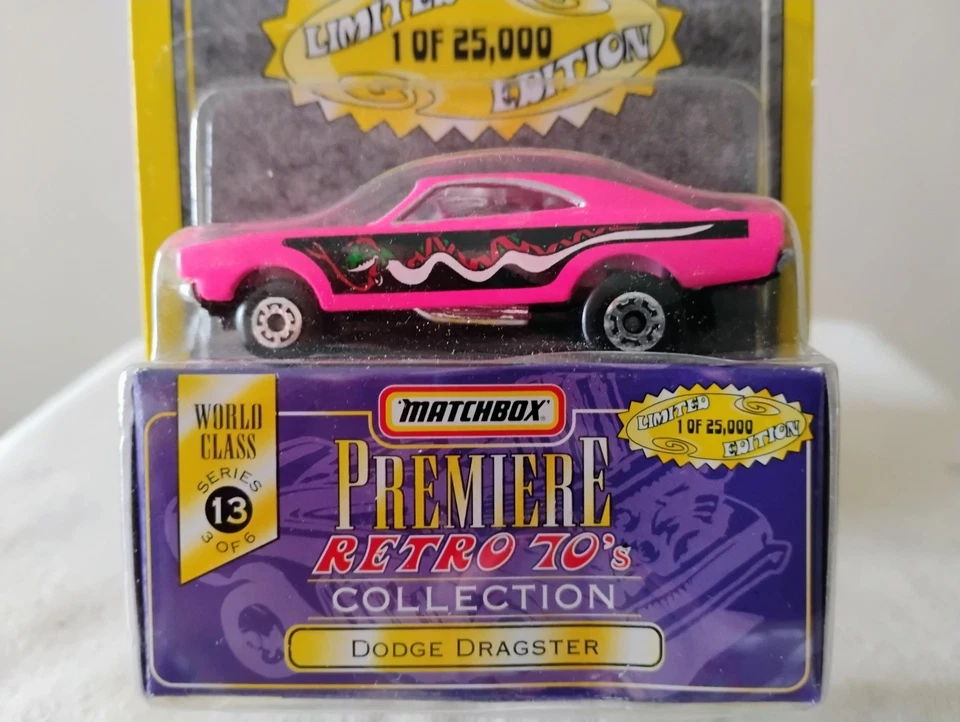 LIMITED
1 OF 25,000
EDITION
WORLD
CLASS
SERIES
13
3 OF 6
MATCHBOX
PREMIERE
RETRO 70's
COLLECTION
DODGE DRAGSTER
LIMITED
1 OF 25,000
EDITION